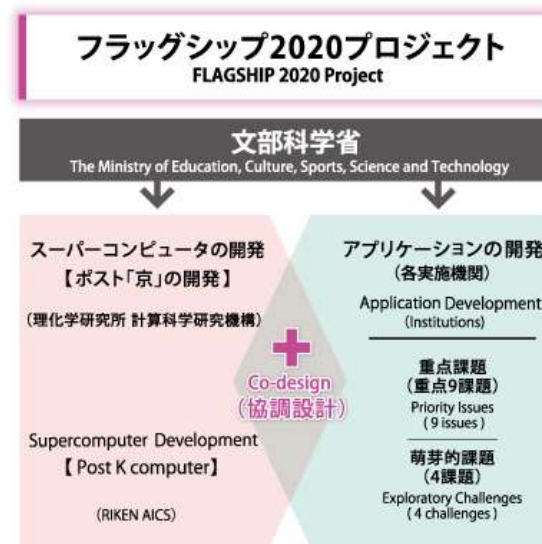 フラッグシップ2020プロジェクト
FLAGSHIP 2020 Project
文部科学省
The Ministry of Education, Culture, Sports, Science and Technology
スーパーコンピュータの開発
【ポスト「京」の開発】
(理化学研究所 計算科学研究機構)
Supercomputer Development
【 Post K computer】
(RIKEN AICS)
+
Co-design
(協調設計)
アプリケーションの開発
(各実施機関)
Application Development
(Institutions)
重点課題
(重点9課題)
Priority Issues
( 9 issues )
萌芽的課題
(4課題)
Exploratory Challenges
( 4 challenges )